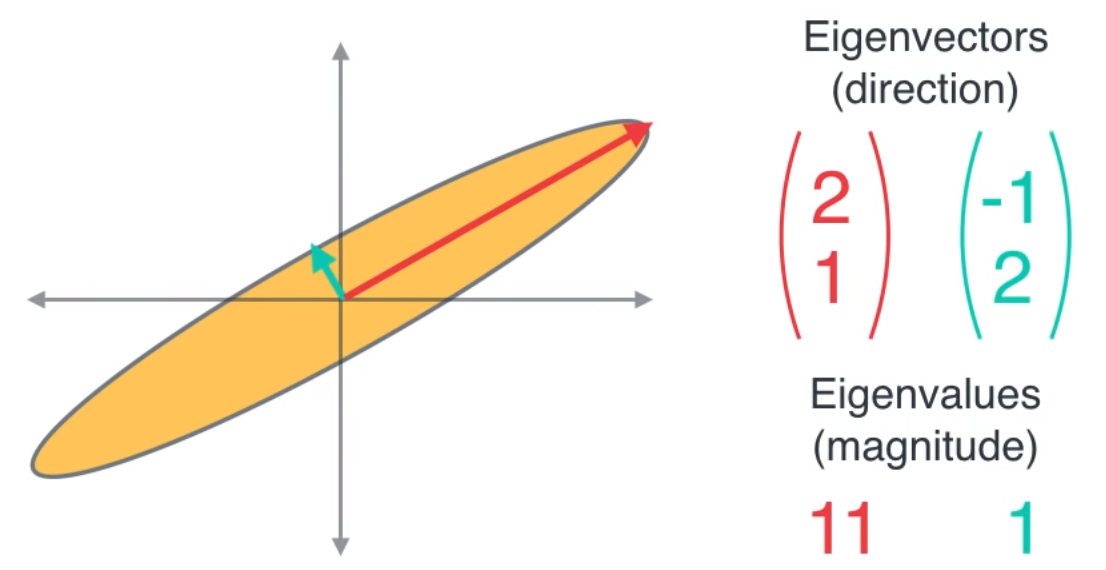 Eigenvectors
(direction)
2 -1
1 2
Eigenvalues
(magnitude)
11 1